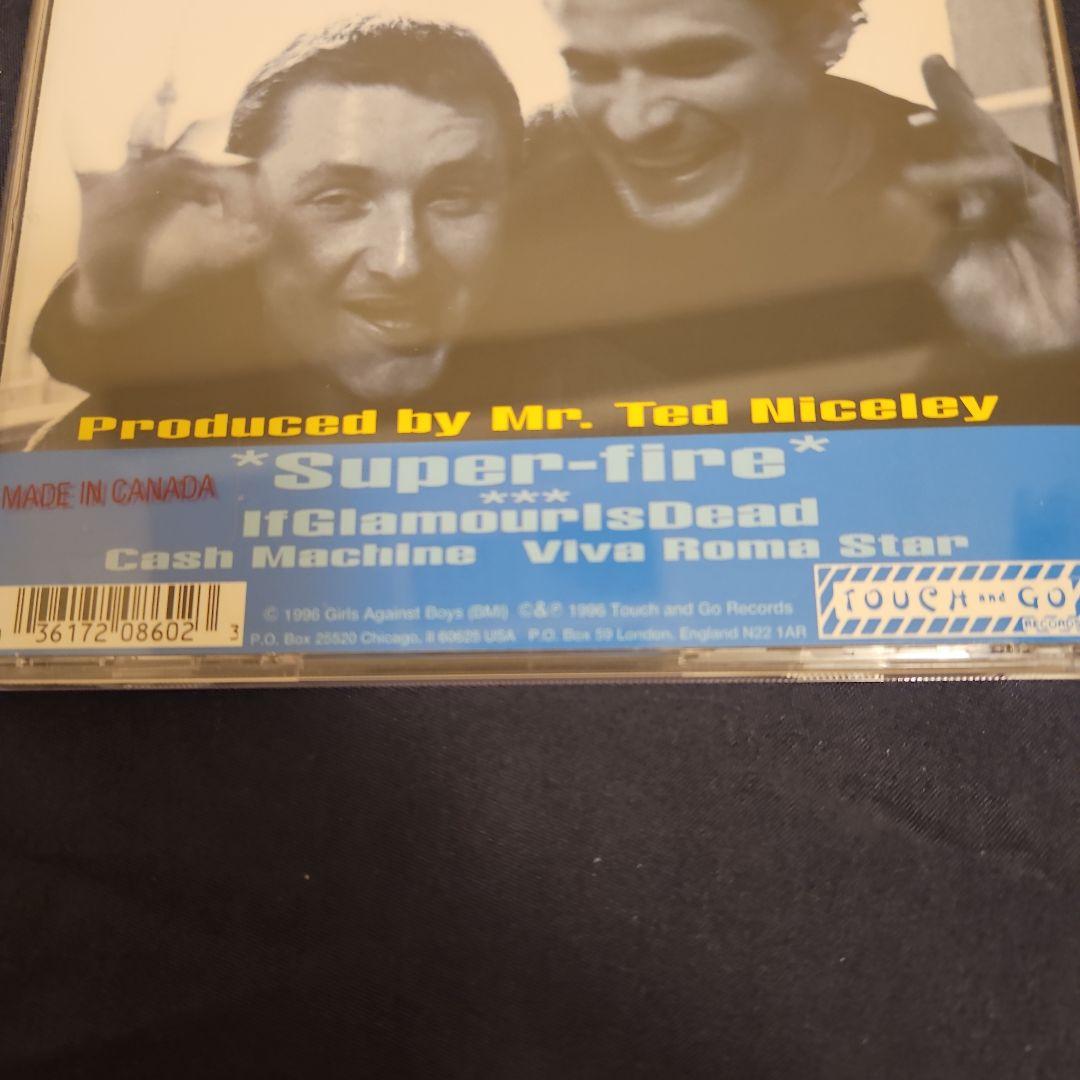 Produced by Mr. Ted Niceley
*Super-fire*
MADE IN CANADA
***
IfGlamourIsDead
Cash Machine Viva Roma Star
36172 08602 3
© 1996 Girls Against Boys (BMI) ©&℗ 1996 Touch and Go Records
P.O. Box 25520 Chicago, Il 60625 USA P.O. Box 59 London, England N22 1AR
TOUCH and GO
RECORDS